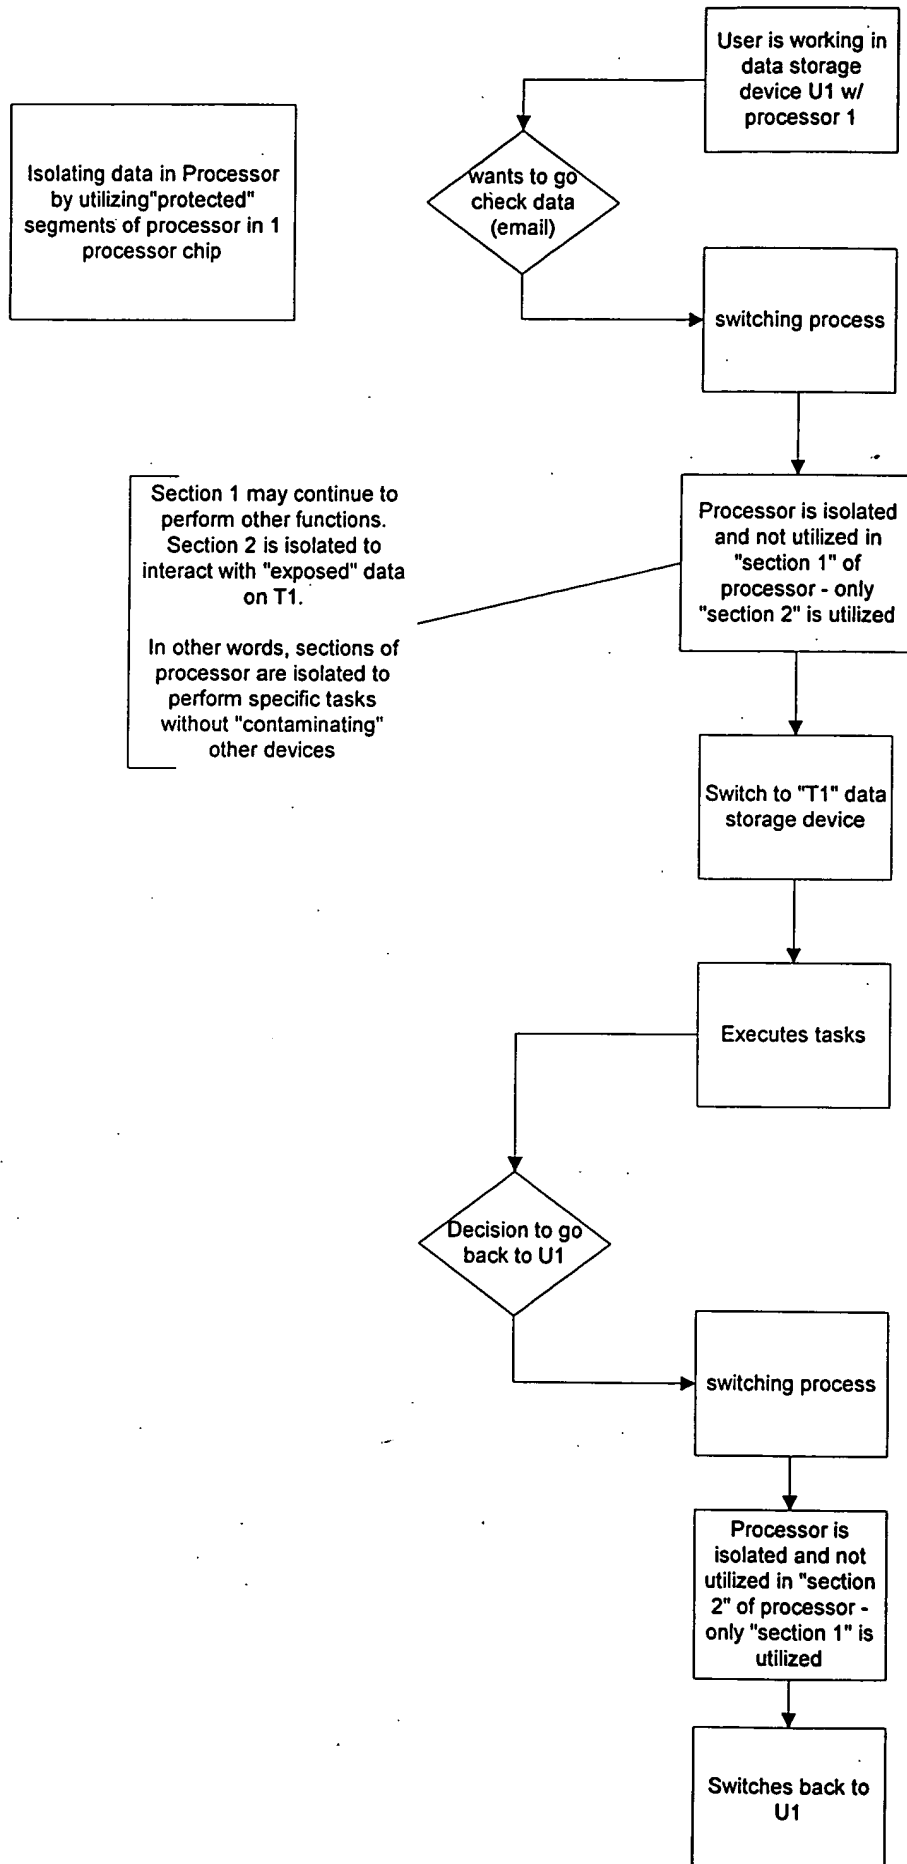 User is working in
data storage
device U1 w/
processor 1
Isolating data in Processor
by utilizing"protected"
segments of processor in 1
processor chip
wants to go
check data
(email)
switching process
Section 1 may continue to
perform other functions.
Section 2 is isolated to
interact with "exposed" data
on T1.
In other words, sections of
processor are isolated to
perform specific tasks
without "contaminating"
other devices
Processor is isolated
and not utilized in
"section 1" of
processor - only
"section 2" is utilized
Switch to "T1" data
storage device
Executes tasks
Decision to go
back to U1
switching process
Processor is
isolated and not
utilized in "section
2" of processor -
only "section 1" is
utilized
Switches back to
U1